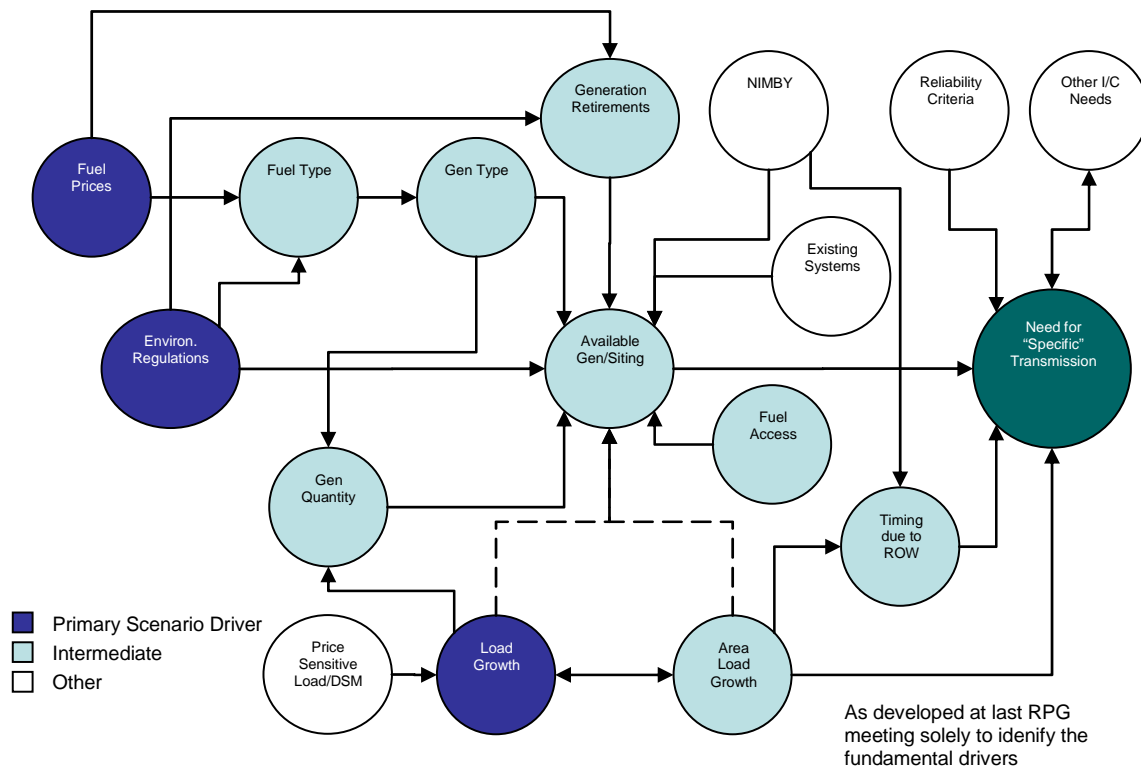 Generation
Retirements
NIMBY
Reliability
Criteria
Other I/C
Needs
Fuel
Prices
Fuel Type
Gen Type
Existing
Systems
Environ.
Regulations
Available
Gen/Siting
Need for
“Specific”
Transmission
Fuel
Access
Gen
Quantity
Timing
due to
ROW
Primary Scenario Driver
Intermediate
Other
Price
Sensitive
Load/DSM
Load
Growth
Area
Load
Growth
As developed at last RPG
meeting solely to idenify the
fundamental drivers